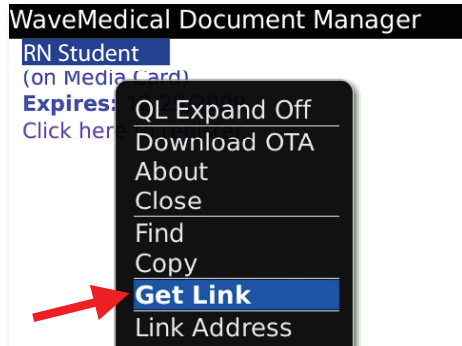 WaveMedical Document Manager
RN Student
(on Media Card)
Expires:
Click here
QL Expand Off
Download OTA
About
Close
Find
Copy
Get Link
Link Address